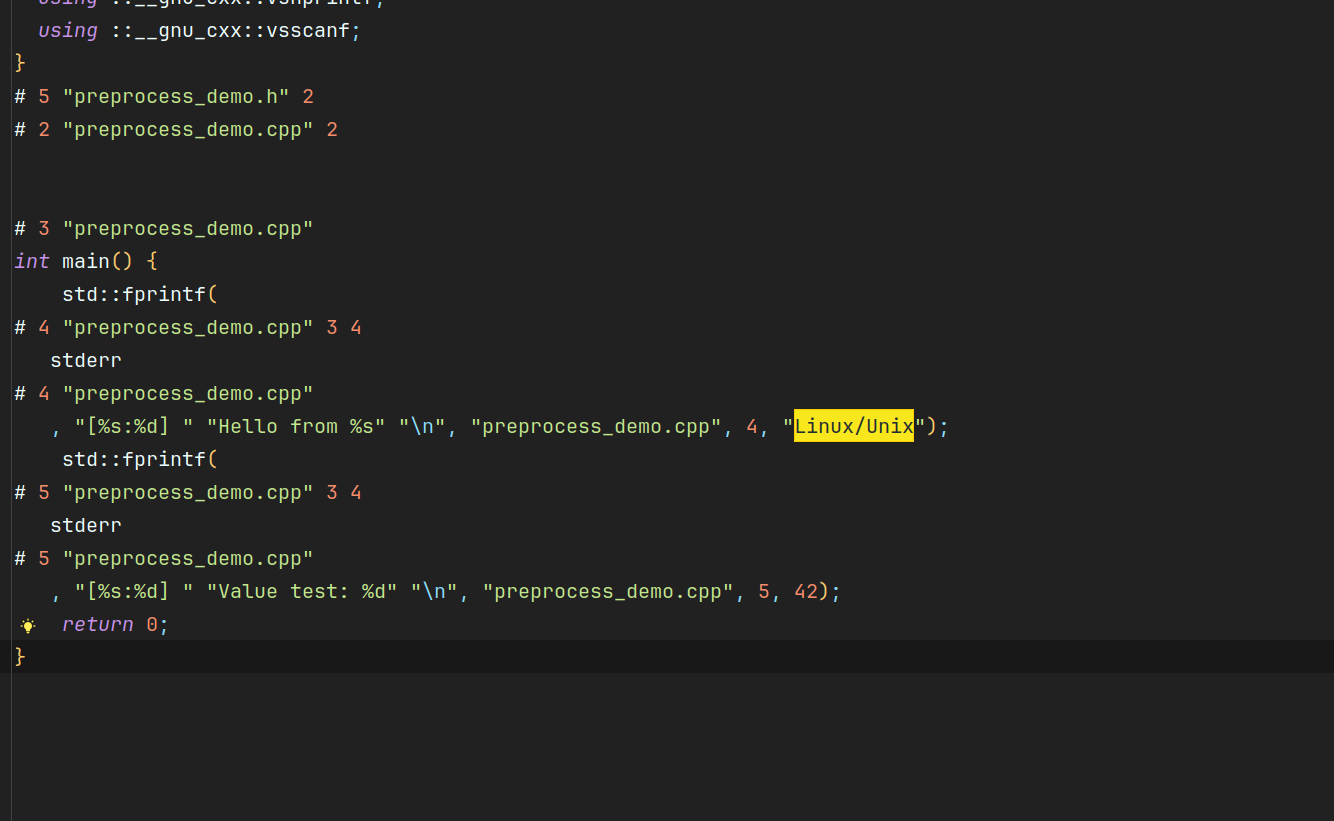 using ::__gnu_cxx::vsnprintf;
using ::__gnu_cxx::vsscanf;
}
# 5 "preprocess_demo.h" 2
# 2 "preprocess_demo.cpp" 2
# 3 "preprocess_demo.cpp"
int main() {
std::fprintf(
# 4 "preprocess_demo.cpp" 3 4
stderr
# 4 "preprocess_demo.cpp"
, "[%s:%d] " "Hello from %s" "\n", "preprocess_demo.cpp", 4, "Linux/Unix");
std::fprintf(
# 5 "preprocess_demo.cpp" 3 4
stderr
# 5 "preprocess_demo.cpp"
, "[%s:%d] " "Value test: %d" "\n", "preprocess_demo.cpp", 5, 42);
return 0;
}